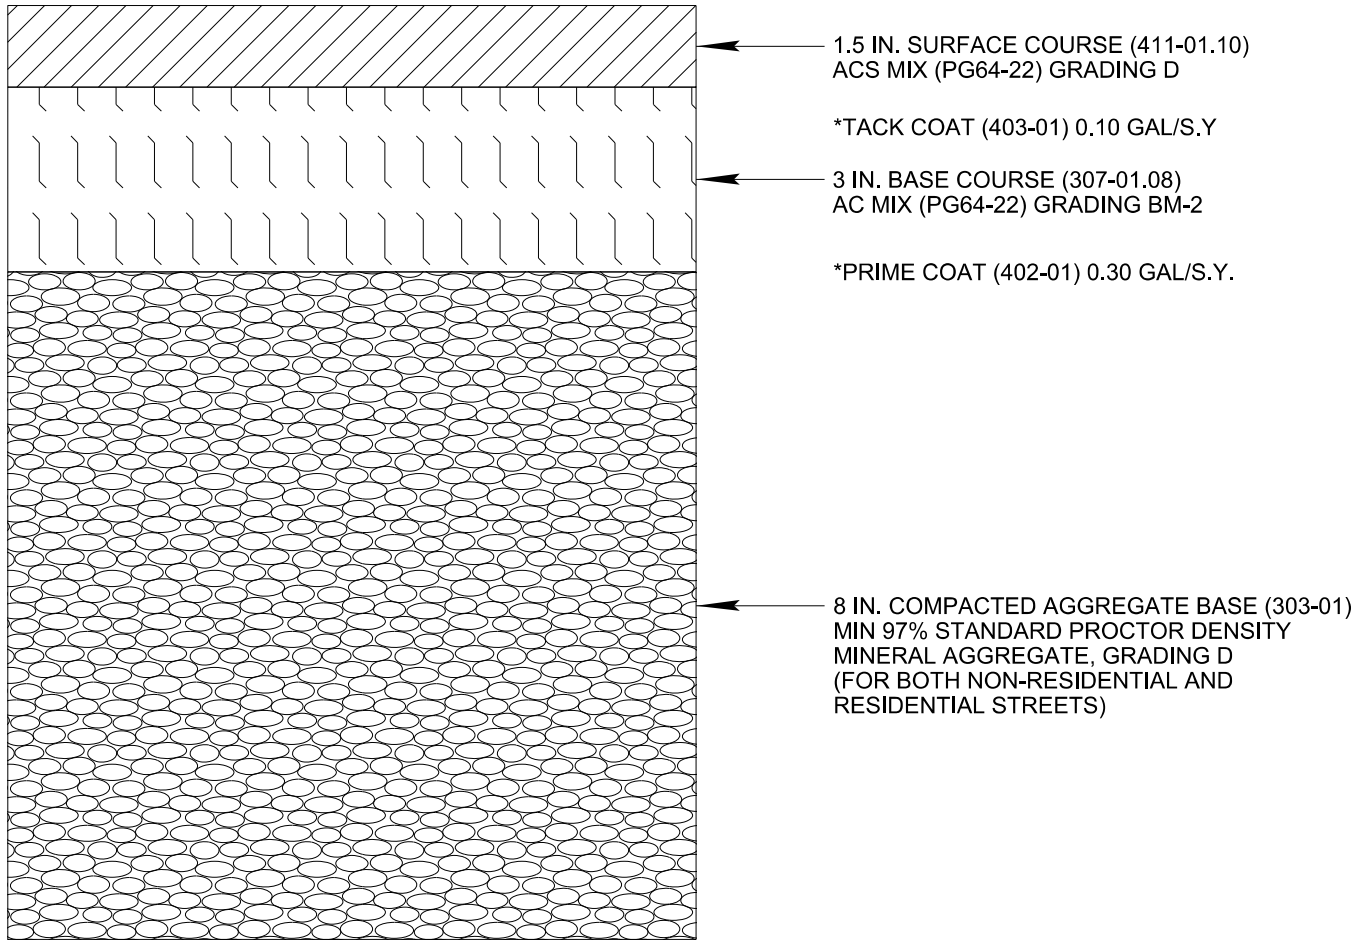 1.5 IN. SURFACE COURSE (411-01.10)
ACS MIX (PG64-22) GRADING D
*TACK COAT (403-01) 0.10 GAL/S.Y
3 IN. BASE COURSE (307-01.08)
AC MIX (PG64-22) GRADING BM-2
*PRIME COAT (402-01) 0.30 GAL/S.Y.
8 IN. COMPACTED AGGREGATE BASE (303-01)
MIN 97% STANDARD PROCTOR DENSITY
MINERAL AGGREGATE, GRADING D
(FOR BOTH NON-RESIDENTIAL AND
RESIDENTIAL STREETS)